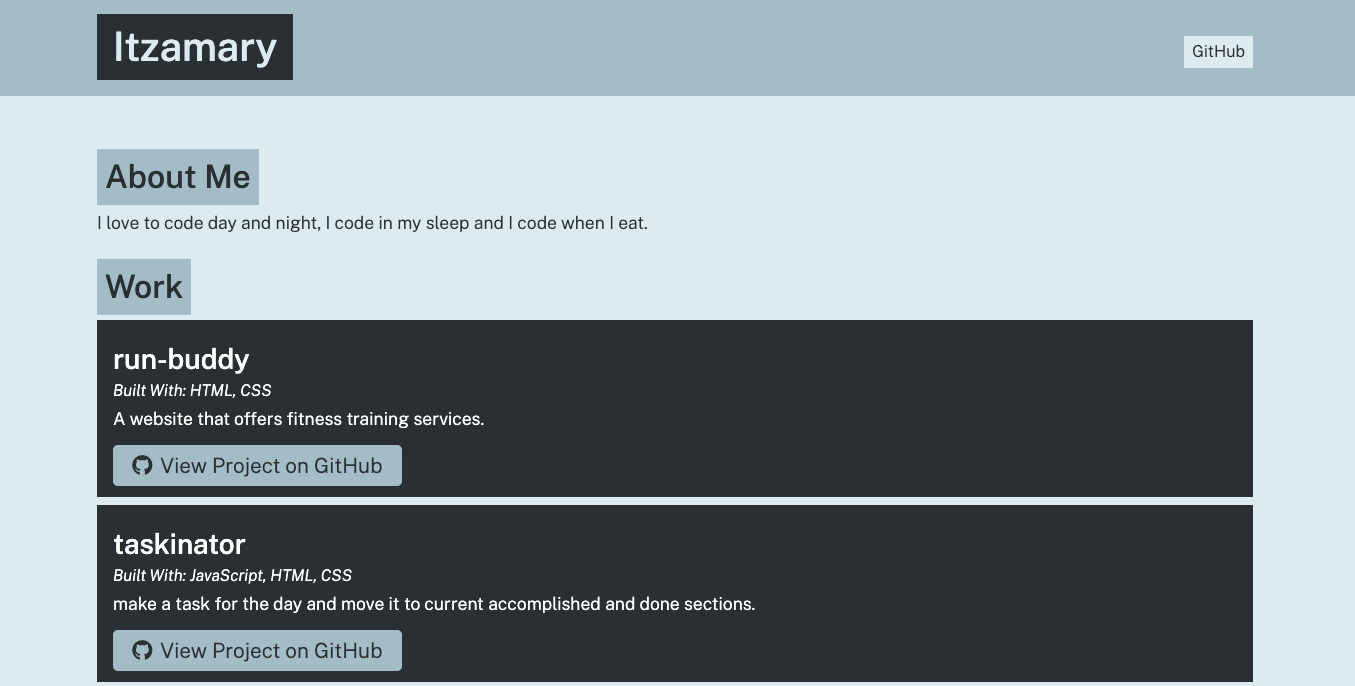 Itzamary
GitHub
About Me
I love to code day and night, I code in my sleep and I code when I eat.
Work
run-buddy
Built With: HTML, CSS
A website that offers fitness training services.
View Project on GitHub
taskinator
Built With: JavaScript, HTML, CSS
make a task for the day and move it to current accomplished and done sections.
View Project on GitHub